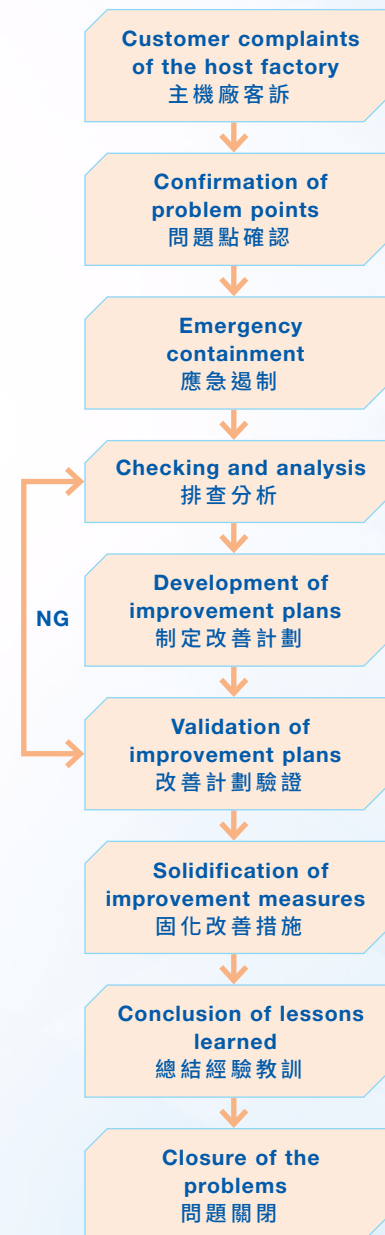 Customer complaints
of the host factory
主機廠客訴
Confirmation of
problem points
問題點確認
Emergency
containment
應急遏制
Checking and analysis
排查分析
NG
Development of
improvement plans
制定改善計劃
Validation of
improvement plans
改善計劃驗證
Solidification of
improvement measures
固化改善措施
Conclusion of lessons
learned
總結經驗教訓
Closure of the
problems
問題關閉